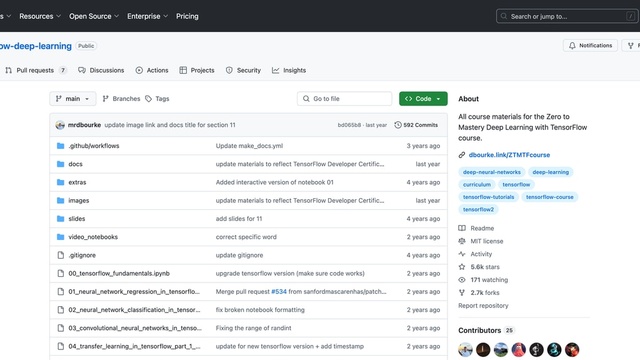 s Resources Open Source Enterprise Pricing Search or jump to... /
ow-deep-learning Public Notifications F
Pull requests 7 Discussions Actions Projects Security Insights
main Branches Tags Go to file Code
mrdbourke update image link and docs title for section 11 bd065b8 · last year 592 Commits
.github/workflows Update make_docs.yml 3 years ago
docs update materials to reflect TensorFlow Developer Certific... last year
extras Added interactive version of notebook 01 4 years ago
images update materials to reflect TensorFlow Developer Certific... last year
slides add slides for 11 4 years ago
video_notebooks correct specific word 2 years ago
.gitignore update gitignore 4 years ago
00_tensorflow_fundamentals.ipynb upgrade tensorflow version (make sure code works) 2 years ago
01_neural_network_regression_in_tensorflo... Merge pull request #534 from sanfordmascarenhas/patch... 2 years ago
02_neural_network_classification_in_tensor... fix broken notebook formatting 2 years ago
03_convolutional_neural_networks_in_tenso... Fixing the range of randint 2 years ago
04_transfer_learning_in_tensorflow_part_1_... update for new tensorflow version + add timestamp 2 years ago
About
All course materials for the Zero to
Mastery Deep Learning with TensorFlow
course.
dbourke.link/ZTMTFcourse
deep-neural-networks deep-learning
curriculum tensorflow
tensorflow-tutorials tensorflow-course
tensorflow2
Readme
MIT license
Activity
5.6k stars
171 watching
2.7k forks
Report repository
Contributors 25